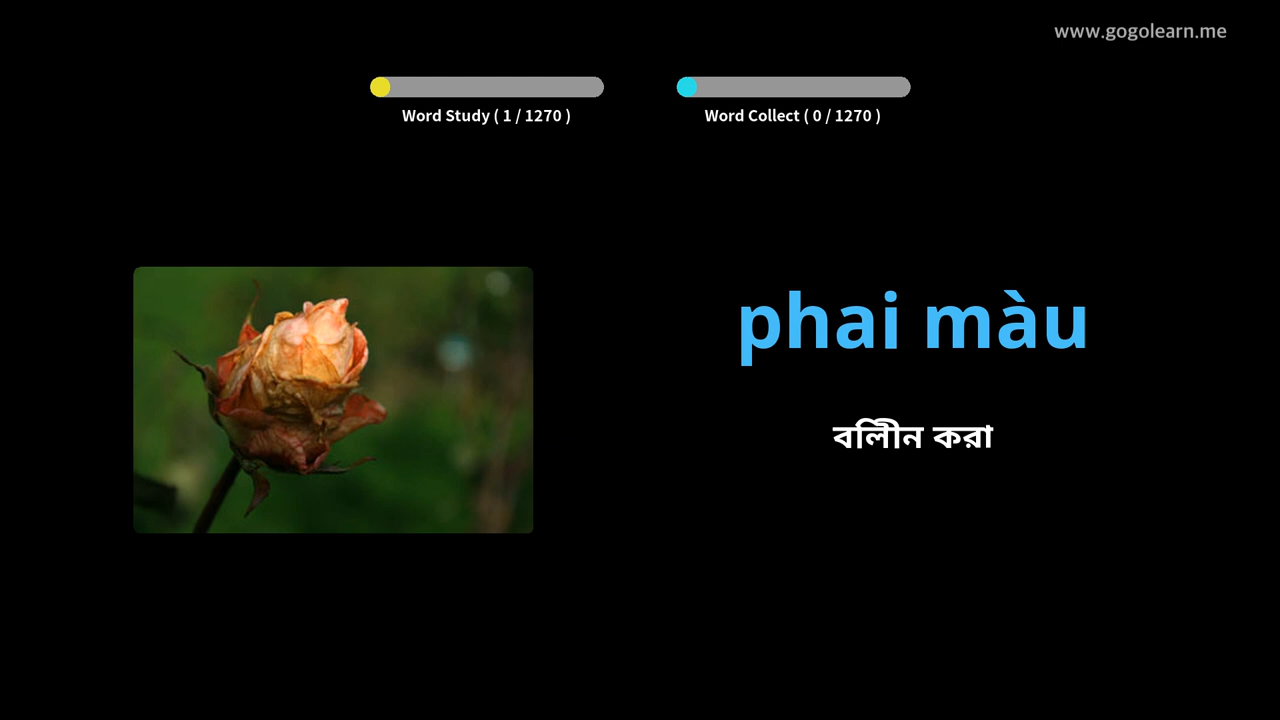 www.gogolearn.me
Word Study ( 1 / 1270 )
Word Collect ( 0 / 1270 )
phai màu
বলিীন করা